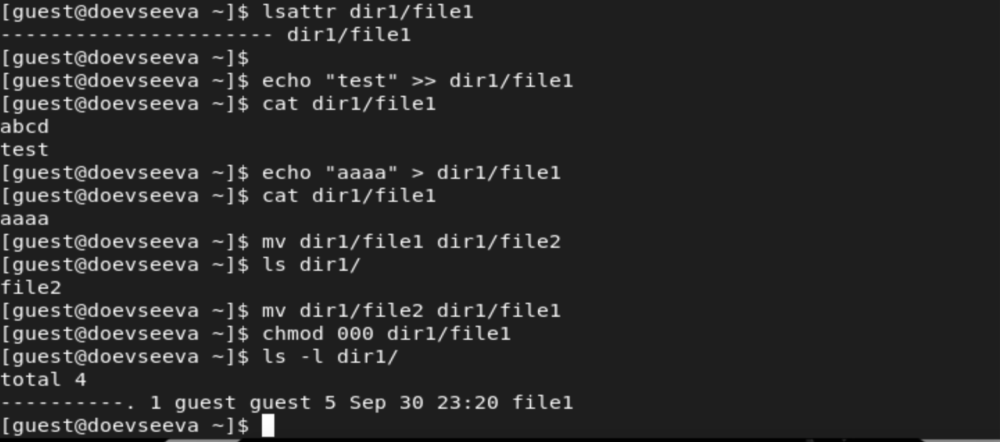 [guest@doevseeva ~]$ lsattr dir1/file1
---------------------- dir1/file1
[guest@doevseeva ~]$
[guest@doevseeva ~]$ echo "test" >> dir1/file1
[guest@doevseeva ~]$ cat dir1/file1
abcd
test
[guest@doevseeva ~]$ echo "aaaa" > dir1/file1
[guest@doevseeva ~]$ cat dir1/file1
aaaa
[guest@doevseeva ~]$ mv dir1/file1 dir1/file2
[guest@doevseeva ~]$ ls dir1/
file2
[guest@doevseeva ~]$ mv dir1/file2 dir1/file1
[guest@doevseeva ~]$ chmod 000 dir1/file1
[guest@doevseeva ~]$ ls -l dir1/
total 4
----------. 1 guest guest 5 Sep 30 23:20 file1
[guest@doevseeva ~]$